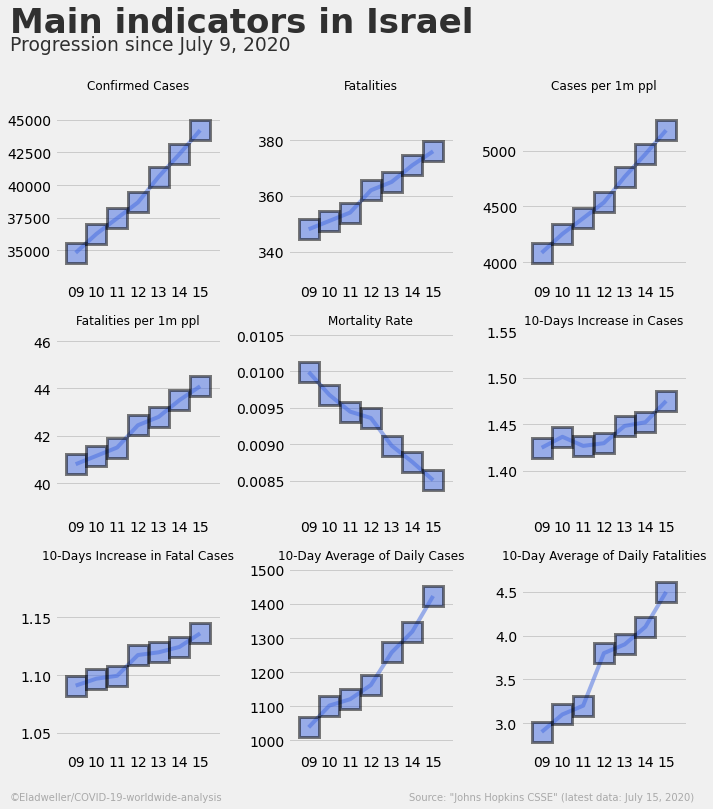 Main indicators in Israel
Progression since July 9, 2020
Confirmed Cases
45000
42500
40000
37500
35000
09 10 11 12 13 14 15
Fatalities
380
360
340
09 10 11 12 13 14 15
Cases per 1m ppl
5000
4500
4000
09 10 11 12 13 14 15
Fatalities per 1m ppl
46
44
42
40
09 10 11 12 13 14 15
Mortality Rate
0.0105
0.0100
0.0095
0.0090
0.0085
09 10 11 12 13 14 15
10-Days Increase in Cases
1.55
1.50
1.45
1.40
09 10 11 12 13 14 15
10-Days Increase in Fatal Cases
1.15
1.10
1.05
09 10 11 12 13 14 15
10-Day Average of Daily Cases
1500
1400
1300
1200
1100
1000
09 10 11 12 13 14 15
10-Day Average of Daily Fatalities
4.5
4.0
3.5
3.0
09 10 11 12 13 14 15
©Eladweller/COVID-19-worldwide-analysis
Source: "Johns Hopkins CSSE" (latest data: July 15, 2020)